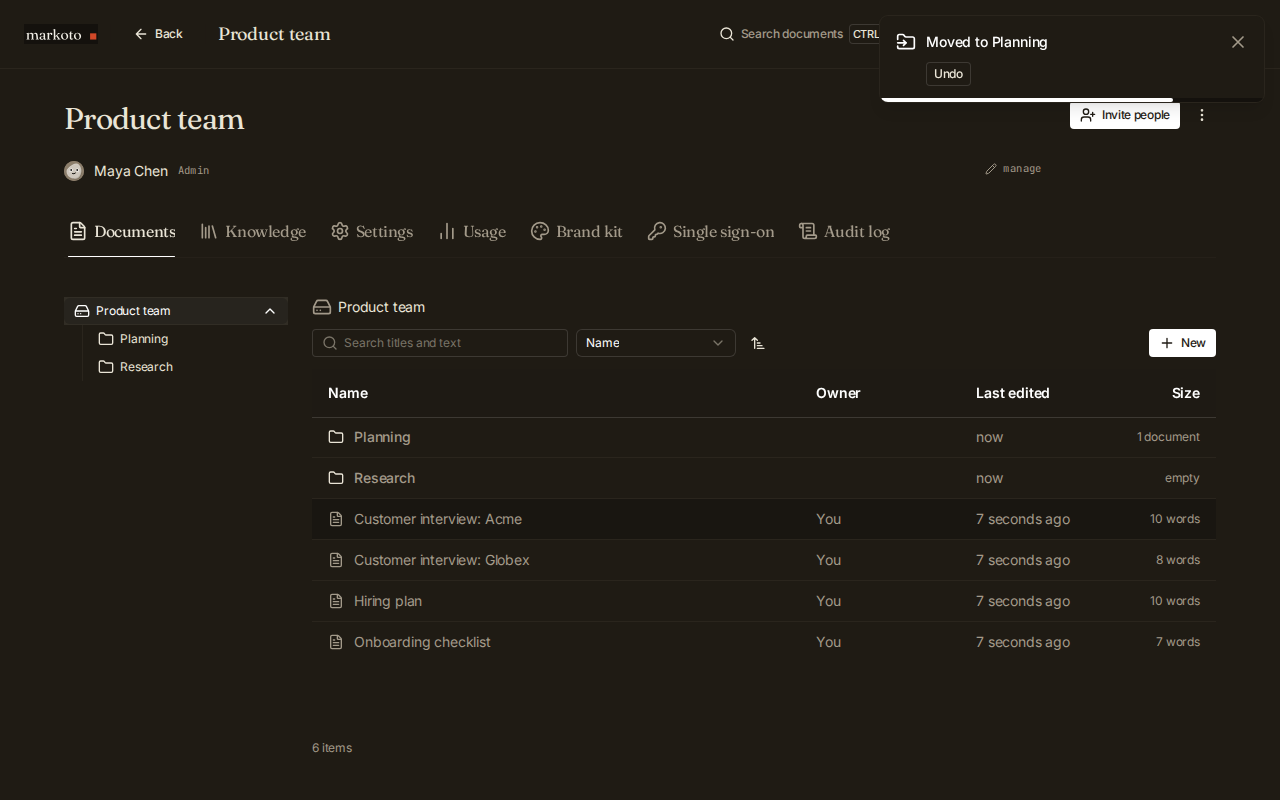 markoto
Back
Product team
Search documents CTRL
Moved to Planning
Undo
Product team
Invite people
Maya Chen Admin
manage
Documents Knowledge Settings Usage Brand kit Single sign-on Audit log
Product team
Planning
Research
Product team
Search titles and text
Name
New
Name Owner Last edited Size
Planning now 1 document
Research now empty
Customer interview: Acme You 7 seconds ago 10 words
Customer interview: Globex You 7 seconds ago 8 words
Hiring plan You 7 seconds ago 10 words
Onboarding checklist You 7 seconds ago 7 words
6 items